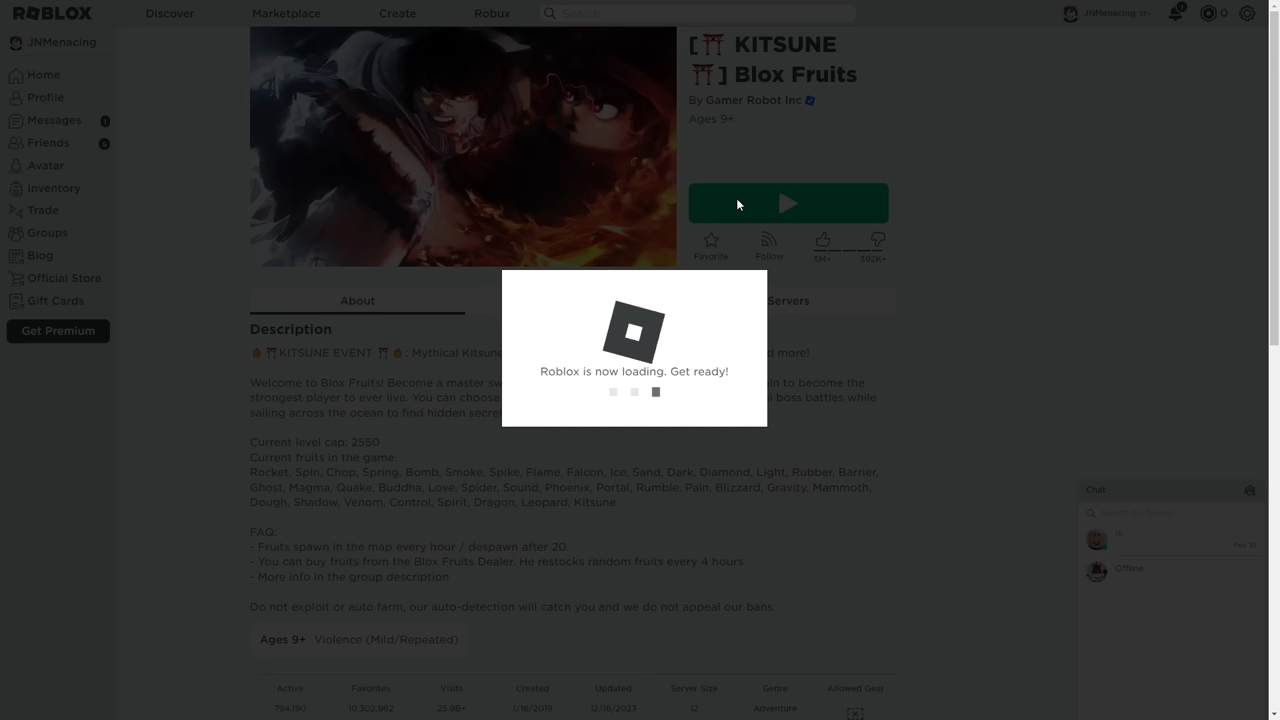 ROBLOX
Discover
Marketplace
Create
Robux
Search
JNMenacing 13+
1
0
JNMenacing
Home
Profile
Messages
1
Friends
Avatar
Inventory
Trade
Groups
Blog
Official Store
Gift Cards
Get Premium
[⛩️ KITSUNE
⛩️] Blox Fruits
By Gamer Robot Inc
Ages 9+
Favorite
Follow
5M+
392K+
About
Servers
Description
🔥 ⛩️KITSUNE EVENT ⛩️🔥: Mythical Kitsune
d more!
Welcome to Blox Fruits! Become a master sw
in to become the
strongest player to ever live. You can choose
al boss battles while
sailing across the ocean to find hidden secret
Roblox is now loading. Get ready!
Current level cap: 2550
Current fruits in the game:
Rocket, Spin, Chop, Spring, Bomb, Smoke, Spike, Flame, Falcon, Ice, Sand, Dark, Diamond, Light, Rubber, Barrier,
Ghost, Magma, Quake, Buddha, Love, Spider, Sound, Phoenix, Portal, Rumble, Pain, Blizzard, Gravity, Mammoth,
Dough, Shadow, Venom, Control, Spirit, Dragon, Leopard, Kitsune
FAQ:
- Fruits spawn in the map every hour / despawn after 20.
- You can buy fruits from the Blox Fruits Dealer. He restocks random fruits every 4 hours
- More info in the group description
Do not exploit or auto farm, our auto-detection will catch you and we do not appeal our bans.
Ages 9+ Violence (Mild/Repeated)
Active
Favorites
Visits
Created
Updated
Server Size
Genre
Allowed Gear
794,190
10,302,982
25.9B+
1/16/2019
12/16/2023
12
Adventure
Chat
Offline